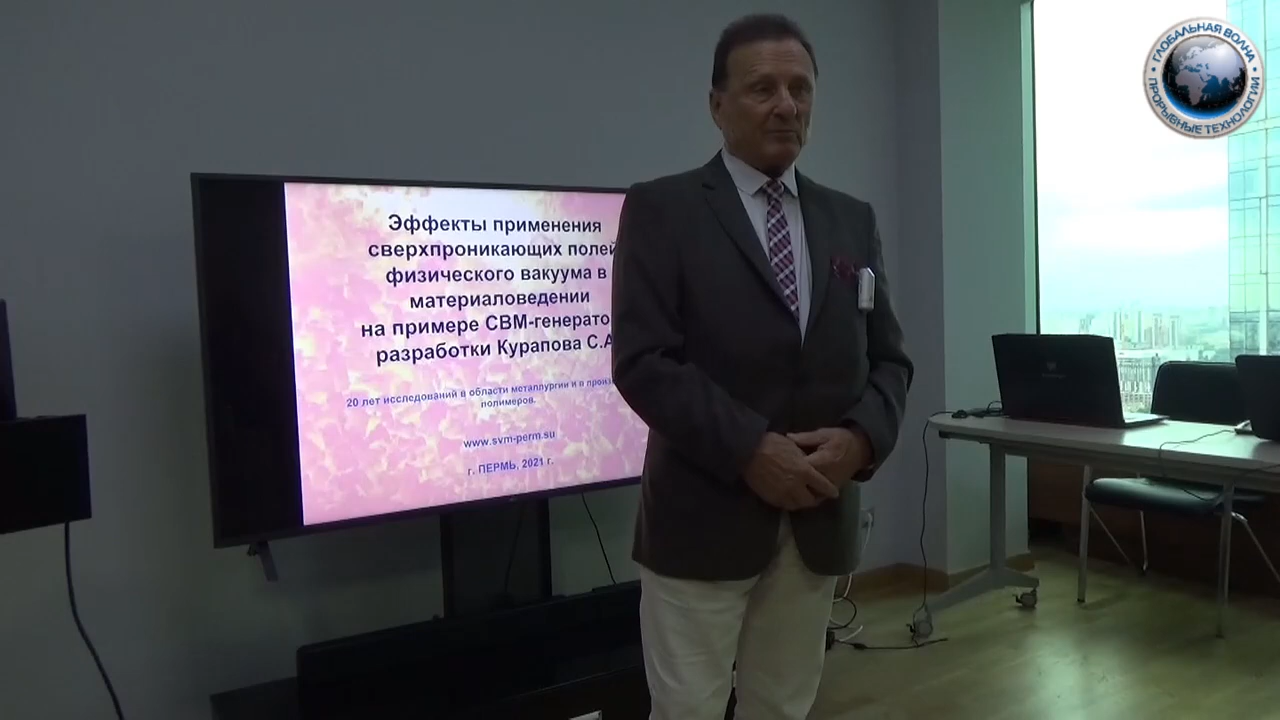 Эффекты применения
сверхпроникающих полей
физического вакуума в
материаловедении
на примере СВМ-генерато
разработки Курапова С.А
20 лет исследований в области металлургии и в произ
полимеров.
www.svm-perm.su
г. ПЕРМЬ, 2021 г.
ГЛОБАЛЬНАЯ ВОЛНА
ПРОРЫВНЫЕ ТЕХНОЛОГИИ